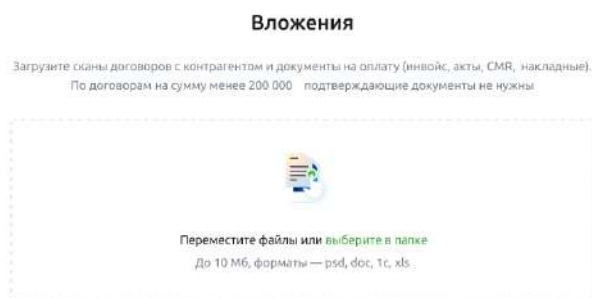 Вложения
Загрузите сканы договоров с контрагентом и документы на оплату (инвойс, акты, CMR, накладные).
По договорам на сумму менее 200 000 подтверждающие документы не нужны
Переместите файлы или выберите в папке
До 10 Мб, форматы — psd, doc, 1c, xls